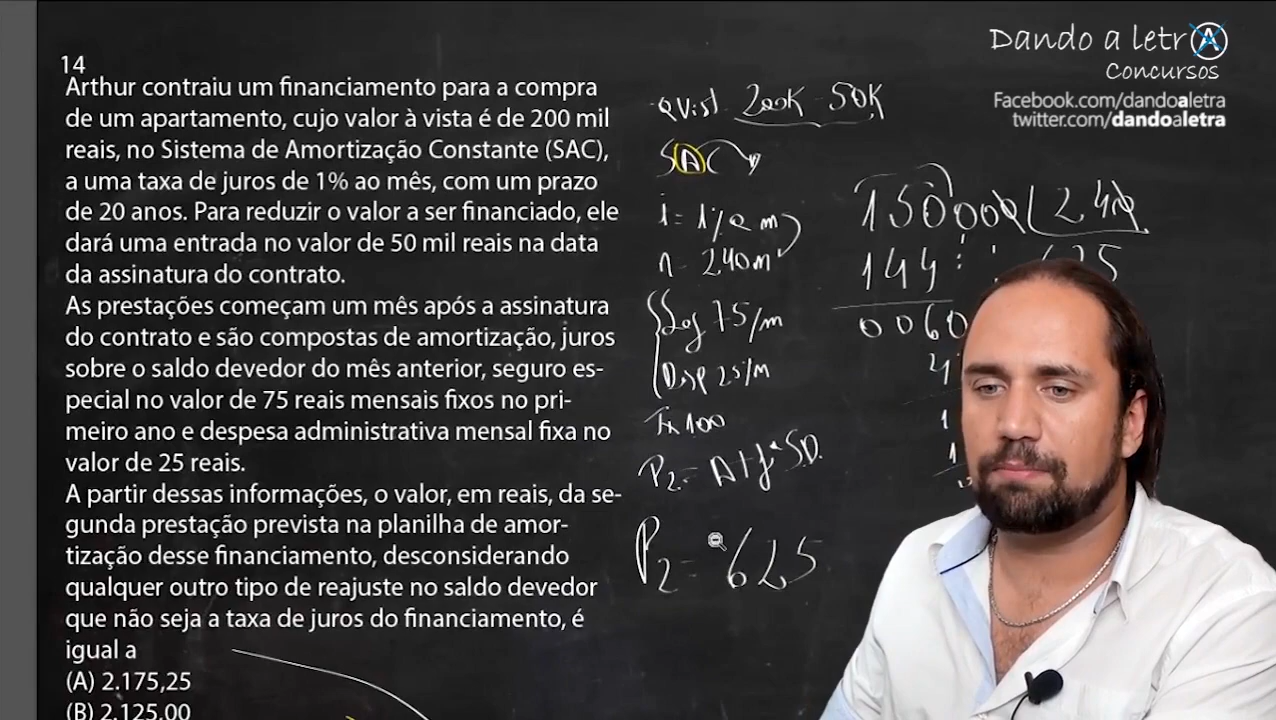 Dando a letrA
Concursos
Facebook.com/dandoaletra
twitter.com/dandoaletra
14
Arthur contraiu um financiamento para a compra
de um apartamento, cujo valor à vista é de 200 mil
reais, no Sistema de Amortização Constante (SAC),
a uma taxa de juros de 1% ao mês, com um prazo
de 20 anos. Para reduzir o valor a ser financiado, ele
dará uma entrada no valor de 50 mil reais na data
da assinatura do contrato.
As prestações começam um mês após a assinatura
do contrato e são compostas de amortização, juros
sobre o saldo devedor do mês anterior, seguro es-
pecial no valor de 75 reais mensais fixos no pri-
meiro ano e despesa administrativa mensal fixa no
valor de 25 reais.
A partir dessas informações, o valor, em reais, da se-
gunda prestação prevista na planilha de amor-
tização desse financiamento, desconsiderando
qualquer outro tipo de reajuste no saldo devedor
que não seja a taxa de juros do financiamento, é
igual a
(A) 2.175,25
(B) 2.125,00
200K - 50K
SAC
i = 1% a m
n = 240 m
Seg 75/m
Desp 25/m
100
P2 = A + j + SD
P2 = 625
150000 240
144 625
0060